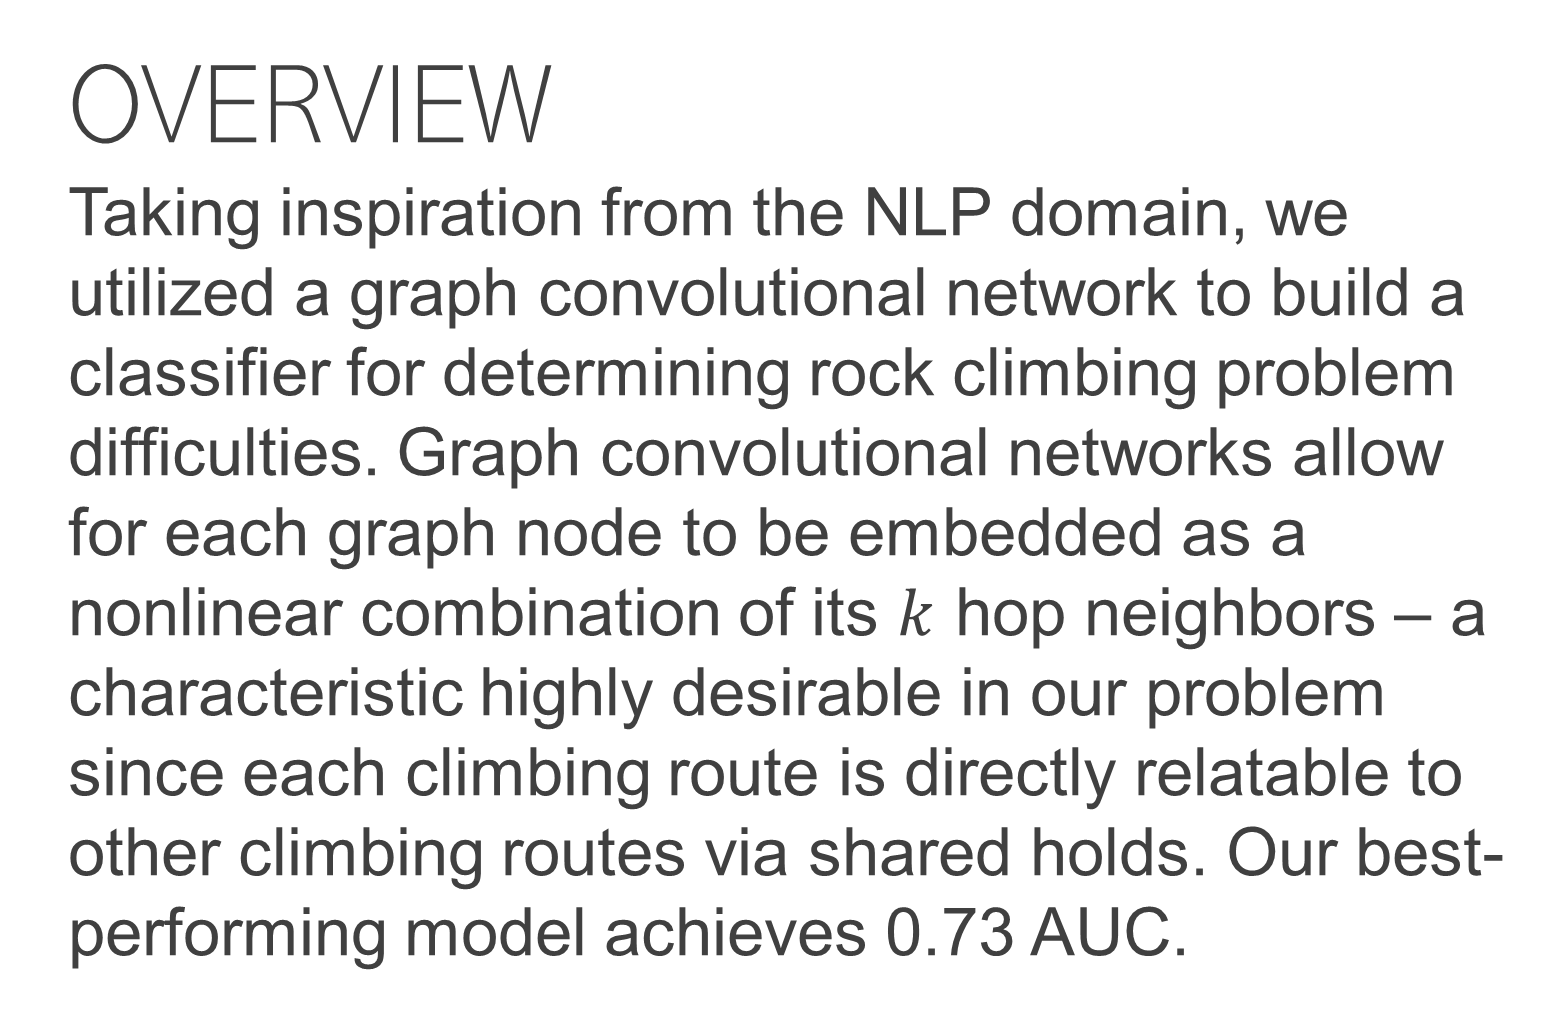 OVERVIEW
Taking inspiration from the NLP domain, we
utilized a graph convolutional network to build a
classifier for determining rock climbing problem
difficulties. Graph convolutional networks allow
for each graph node to be embedded as a
nonlinear combination of its k hop neighbors – a
characteristic highly desirable in our problem
since each climbing route is directly relatable to
other climbing routes via shared holds. Our best-
performing model achieves 0.73 AUC.